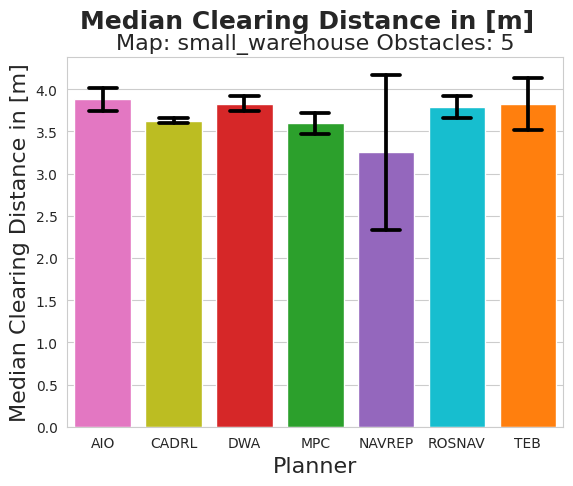 Median Clearing Distance in [m]
Map: small_warehouse Obstacles: 5
Median Clearing Distance in [m]
4.0
3.5
3.0
2.5
2.0
1.5
1.0
0.5
0.0
AIO CADRL DWA MPC NAVREP ROSNAV TEB
Planner